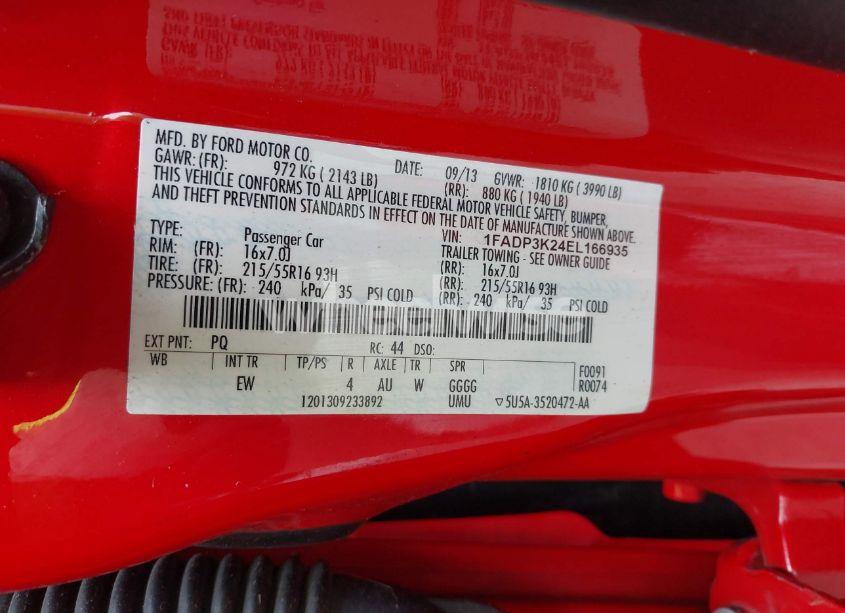 MFD. BY FORD MOTOR CO. DATE: 09/13 GVWR: 1810 KG ( 3990 LB)
GAWR: (FR): 972 KG ( 2143 LB) (RR): 880 KG ( 1940 LB)
THIS VEHICLE CONFORMS TO ALL APPLICABLE FEDERAL MOTOR VEHICLE SAFETY, BUMPER,
AND THEFT PREVENTION STANDARDS IN EFFECT ON THE DATE OF MANUFACTURE SHOWN ABOVE.
VIN: 1FADP3K24EL166935
TYPE: Passenger Car TRAILER TOWING - SEE OWNER GUIDE
RIM: (FR): 16x7.0J (RR): 16x7.0J
TIRE: (FR): 215/55R16 93H (RR): 215/55R16 93H
PRESSURE: (FR): 240 kPa/ 35 PSI COLD (RR): 240 kPa/ 35 PSI COLD
EXT PNT: PQ RC: 44 DSO:
WB INT TR TP/PS R AXLE TR SPR F0091
EW 4 AU W GGGG R0074
1201309233892 UMU ▽5U5A-3520472-AA